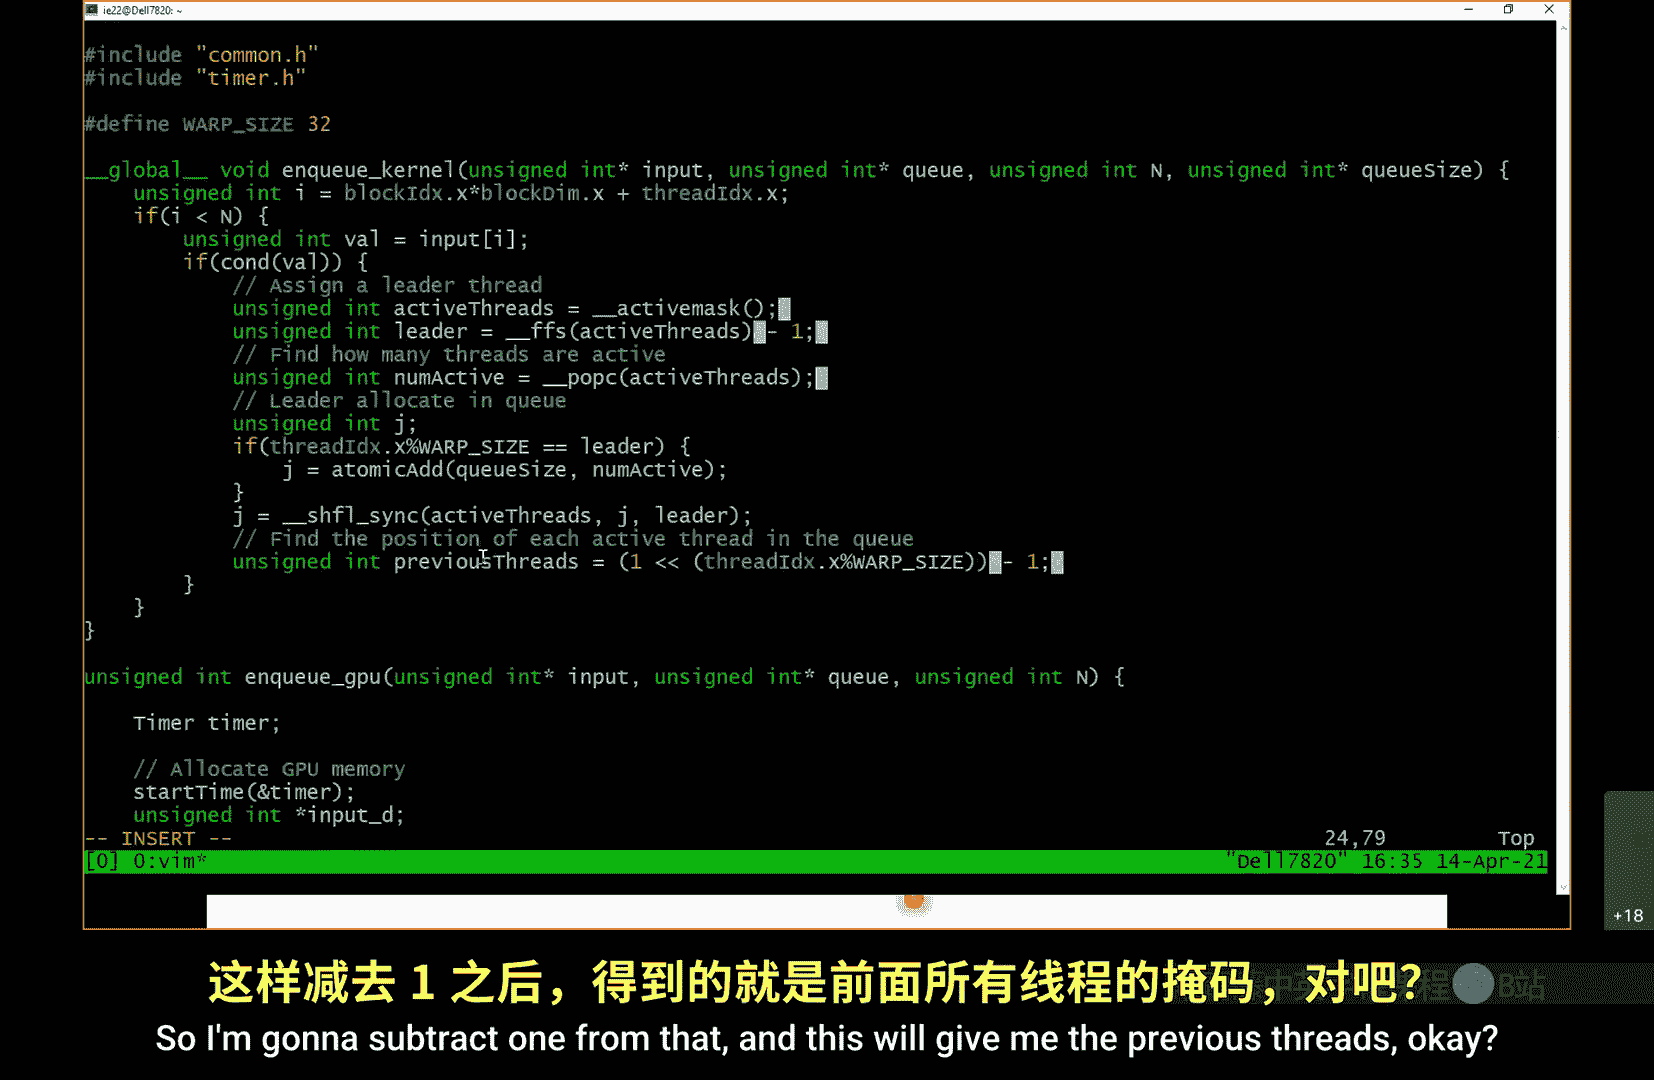 ie22@Dell7820: ~
#include "common.h"
#include "timer.h"
#define WARP_SIZE 32
__global__ void enqueue_kernel(unsigned int* input, unsigned int* queue, unsigned int N, unsigned int* queueSize) {
unsigned int i = blockIdx.x*blockDim.x + threadIdx.x;
if(i < N) {
unsigned int val = input[i];
if(cond(val)) {
// Assign a leader thread
unsigned int activeThreads = __activemask();
unsigned int leader = __ffs(activeThreads) - 1;
// Find how many threads are active
unsigned int numActive = __popc(activeThreads);
// Leader allocate in queue
unsigned int j;
if(threadIdx.x%WARP_SIZE == leader) {
j = atomicAdd(queueSize, numActive);
}
j = __shfl_sync(activeThreads, j, leader);
// Find the position of each active thread in the queue
unsigned int previousThreads = (1 << (threadIdx.x%WARP_SIZE)) - 1;
}
}
}
unsigned int enqueue_gpu(unsigned int* input, unsigned int* queue, unsigned int N) {
Timer timer;
// Allocate GPU memory
startTime(&timer);
unsigned int *input_d;
-- INSERT -- 24,79 Top
[0] 0:vim* "Dell7820" 16:35 14-Apr-21
+18
这样减去 1 之后，得到的就是前面所有线程的掩码，对吧？
B站
So I'm gonna subtract one from that, and this will give me the previous threads, okay?